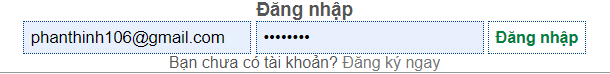 Đăng nhập
phanthinh106@gmail.com •••••••• Đăng nhập
Bạn chưa có tài khoản? Đăng ký ngay